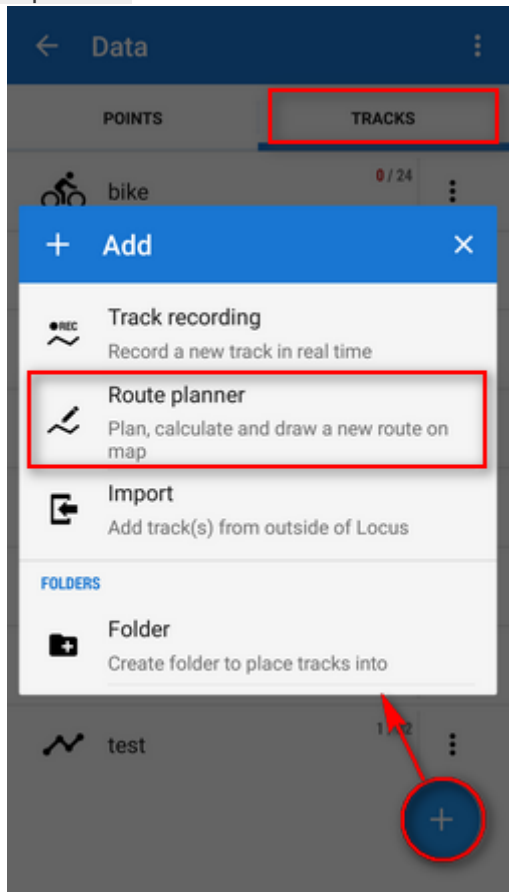 Data
POINTS
TRACKS
bike
0 / 24
Add
REC
Track recording
Record a new track in real time
Route planner
Plan, calculate and draw a new route on
map
Import
Add track(s) from outside of Locus
FOLDERS
Folder
Create folder to place tracks into
test